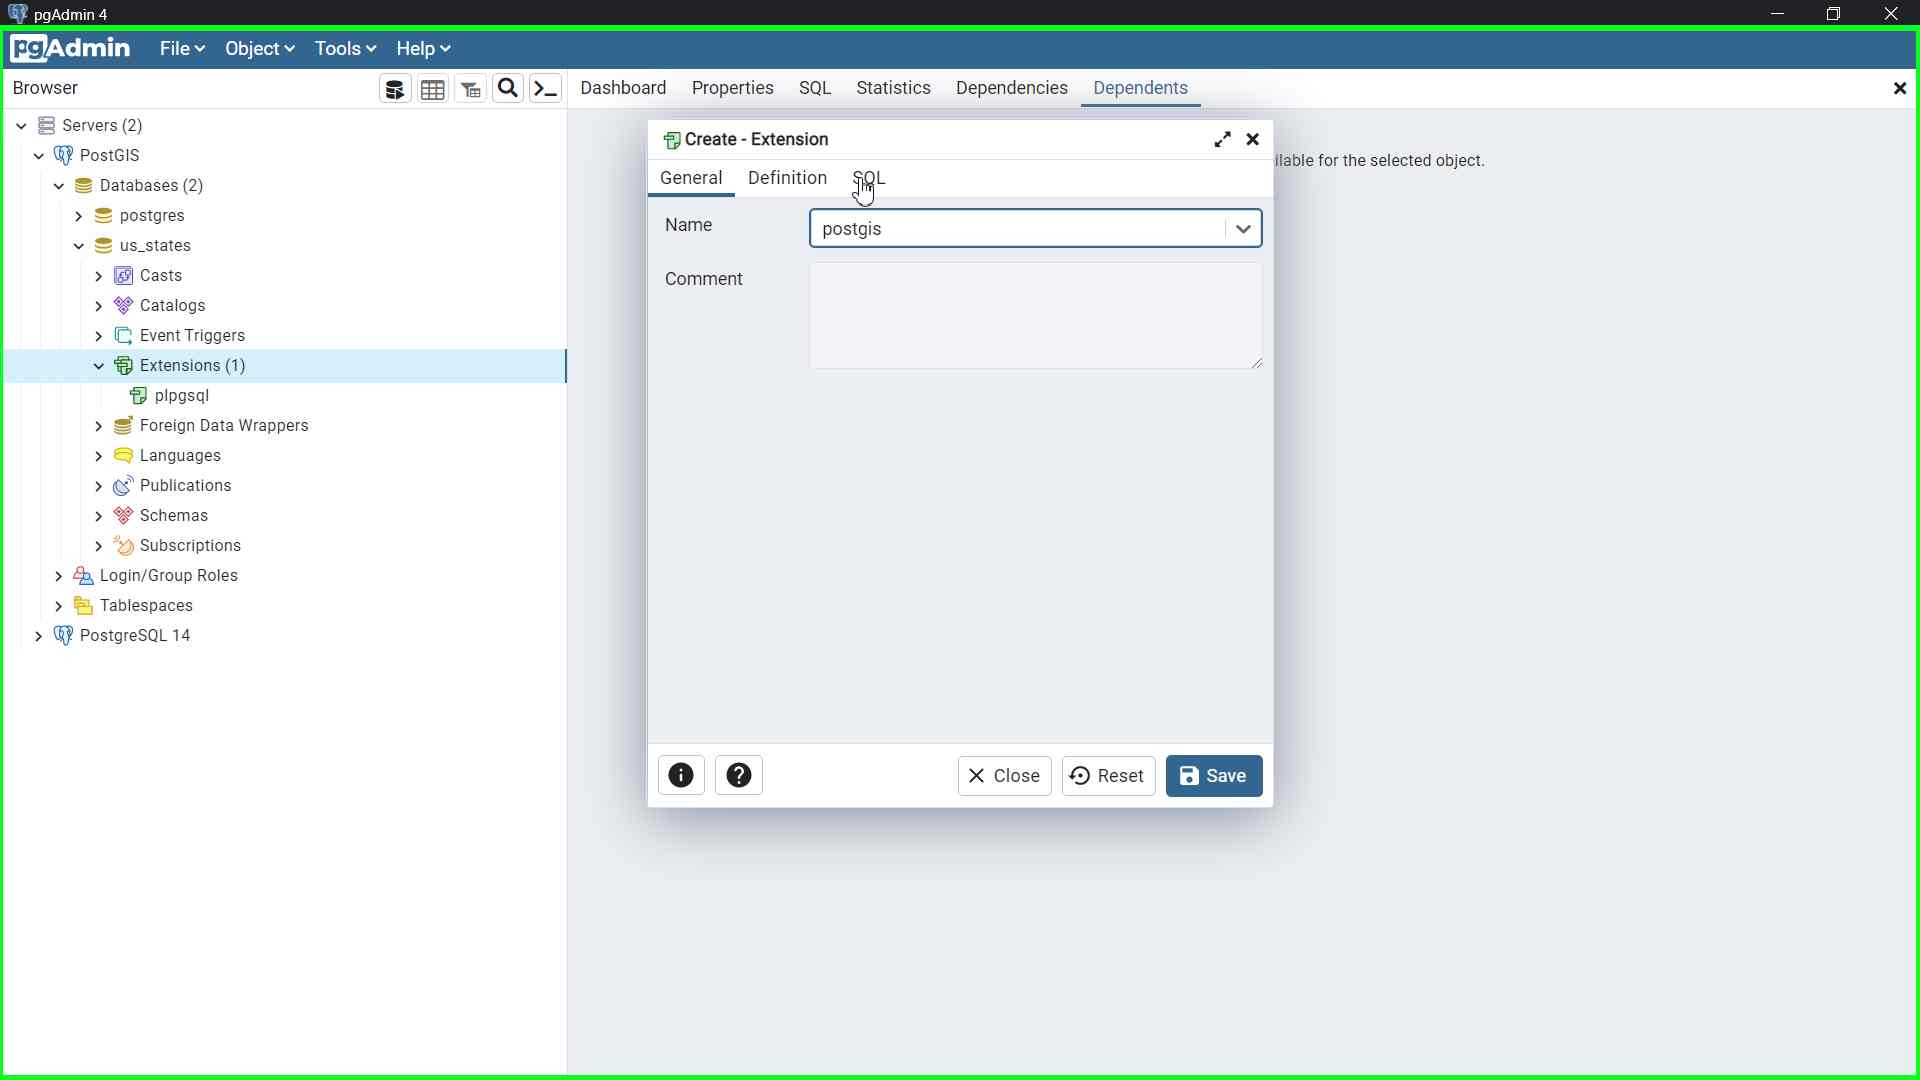 pgAdmin 4
pgAdmin File Object Tools Help
Browser
Dashboard Properties SQL Statistics Dependencies Dependents
Servers (2)
PostGIS
Databases (2)
postgres
us_states
Casts
Catalogs
Event Triggers
Extensions (1)
plpgsql
Foreign Data Wrappers
Languages
Publications
Schemas
Subscriptions
Login/Group Roles
Tablespaces
PostgreSQL 14
Create - Extension
General Definition SQL
Name
postgis
Comment
Close Reset Save
for the selected object.